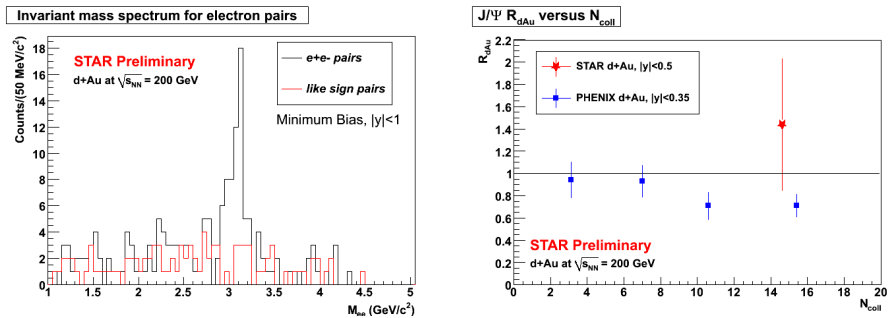 Invariant mass spectrum for electron pairs
Counts/(50 MeV/c²)
18
16
14
12
10
8
6
4
2
0
STAR Preliminary
d+Au at √sNN = 200 GeV
e+e- pairs
like sign pairs
Minimum Bias, |y|<1
1 1.5 2 2.5 3 3.5 4 4.5 5
Mee (GeV/c²)
J/Ψ RdAu versus Ncoll
RdAu
2.2
2
1.8
1.6
1.4
1.2
1
0.8
0.6
0.4
0.2
0
STAR d+Au, |y|<0.5
PHENIX d+Au, |y|<0.35
STAR Preliminary
d+Au at √sNN = 200 GeV
0 2 4 6 8 10 12 14 16 18 20
Ncoll